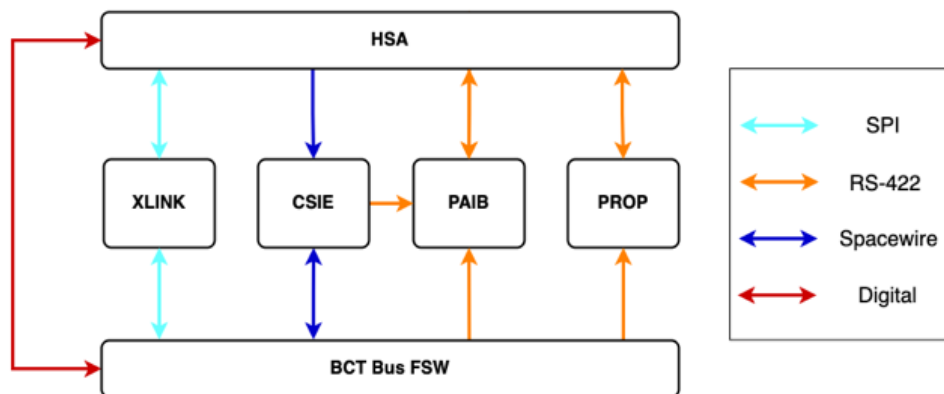 HSA
SPI
XLINK
CSIE
PAIB
PROP
RS-422
Spacewire
Digital
BCT Bus FSW